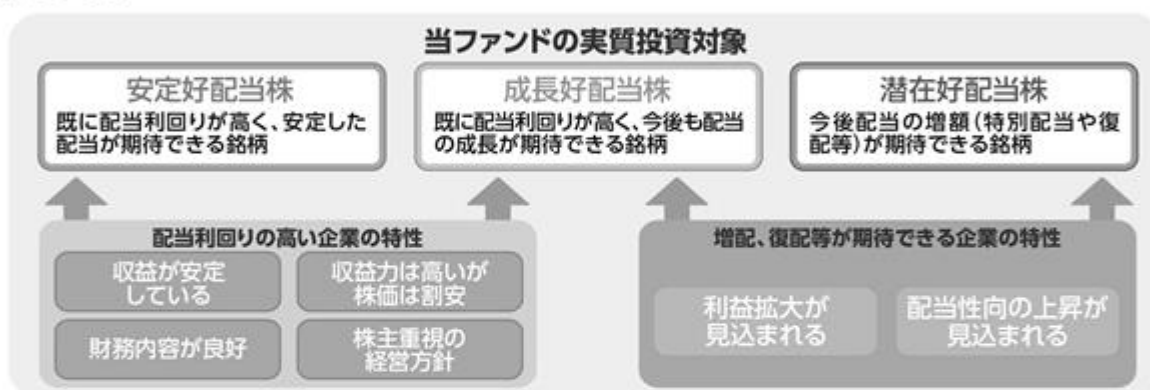 当ファンドの実質投資対象
安定好配当株
既に配当利回りが高く、安定した
配当が期待できる銘柄
成長好配当株
既に配当利回りが高く、今後も配当
の成長が期待できる銘柄
潜在好配当株
今後配当の増額(特別配当や復
配等)が期待できる銘柄
配当利回りの高い企業の特性
収益が安定
している
収益力は高いが
株価は割安
財務内容が良好
株主重視の
経営方針
増配、復配等が期待できる企業の特性
利益拡大が
見込まれる
配当性向の上昇が
見込まれる